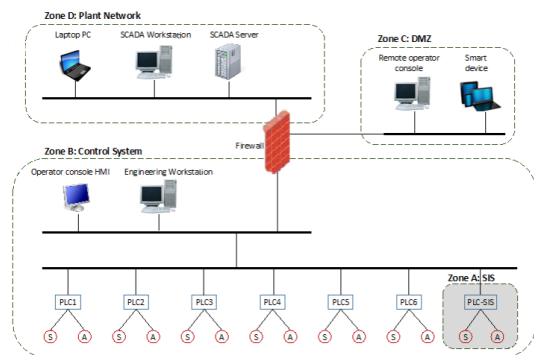 Zone D: Plant Network
Laptop PC
SCADA Workstation
SCADA Server
Zone C: DMZ
Remote operator
console
Smart
device
Firewall
Zone B: Control System
Operator console HMI
Engineering Workstation
Zone A: SIS
PLC1
PLC2
PLC3
PLC4
PLC5
PLC6
PLC-SIS
S
A
S
A
S
A
S
A
S
A
S
A
S
A